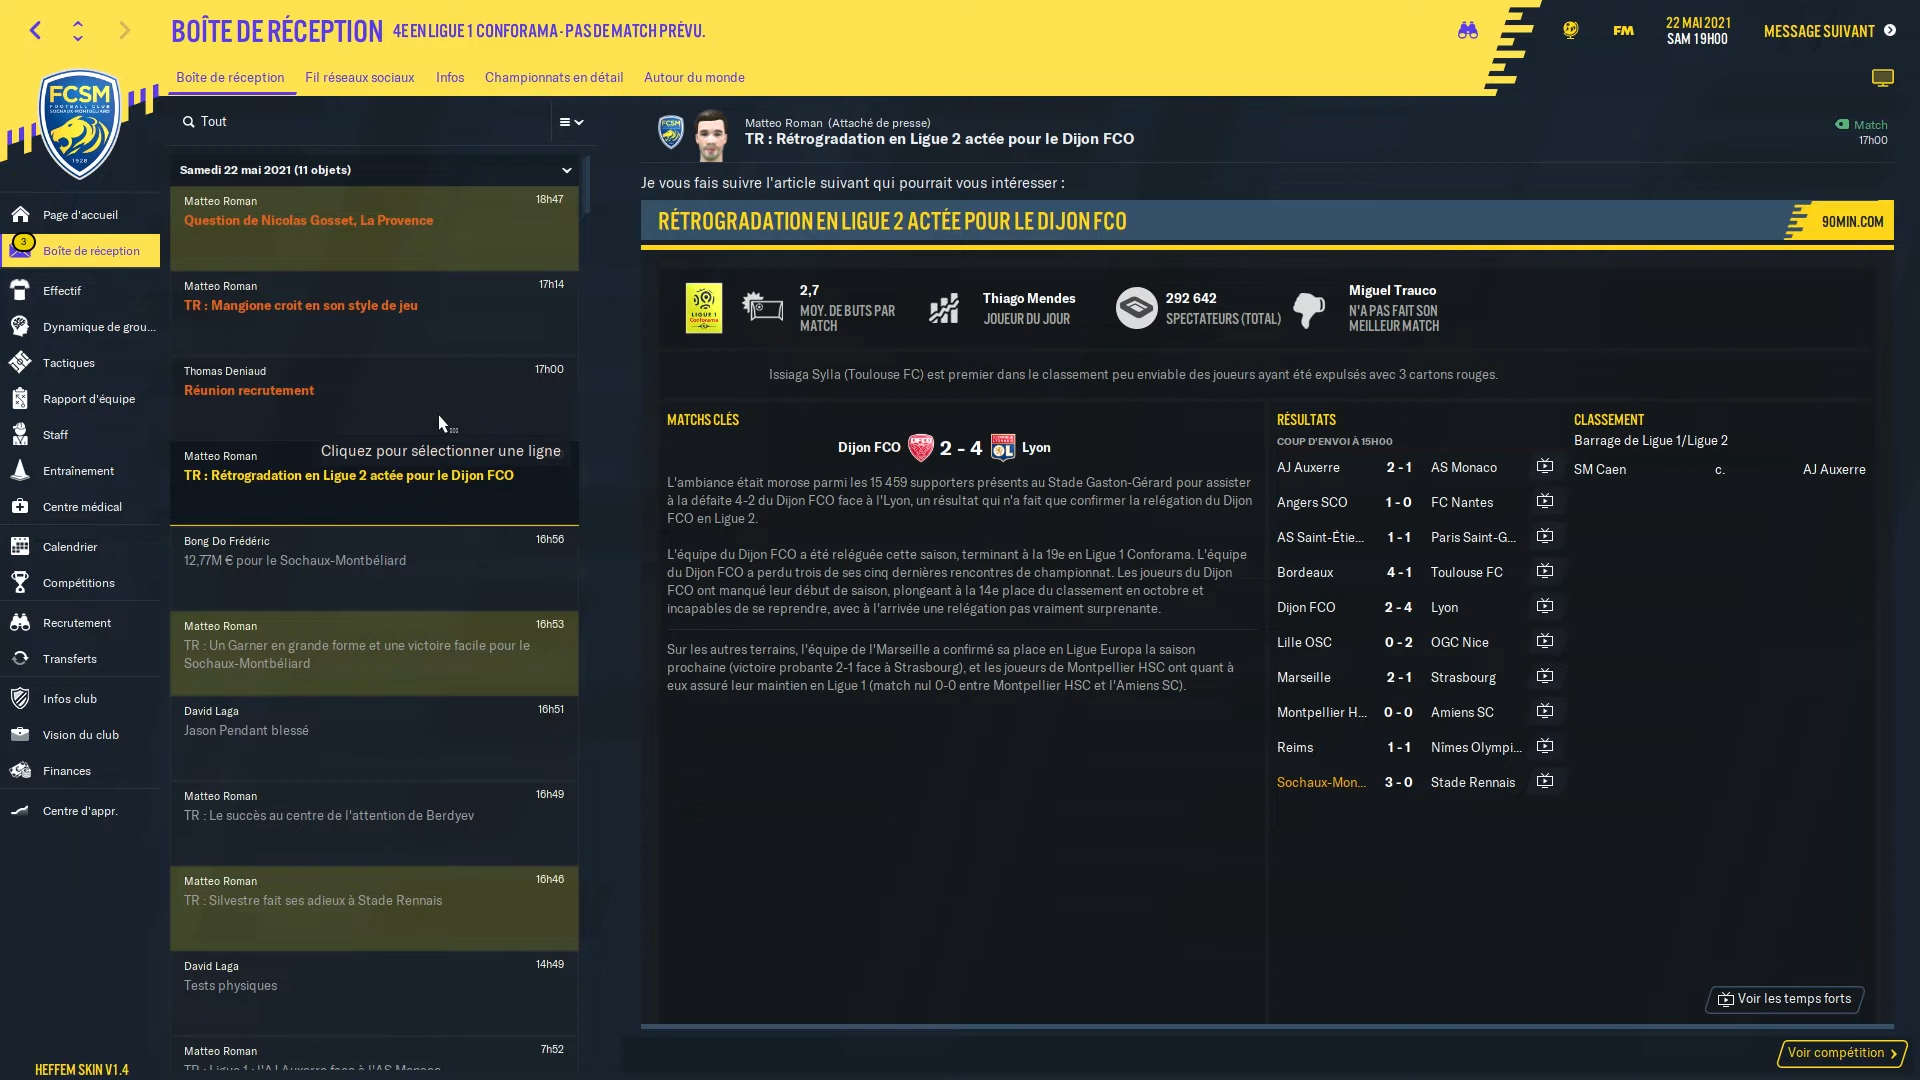 BOÎTE DE RÉCEPTION 4E EN LIGUE 1 CONFORAMA - PAS DE MATCH PRÉVU.
FM
22 MAI 2021
SAM 19H00
MESSAGE SUIVANT
Boîte de réception Fil réseaux sociaux Infos Championnats en détail Autour du monde
FCSM
FOOTBALL CLUB
SOCHAUX-MONTBÉLIARD
1928
Page d'accueil
3
Boîte de réception
Effectif
Dynamique de grou...
Tactiques
Rapport d'équipe
Staff
Entraînement
Centre médical
Calendrier
Compétitions
Recrutement
Transferts
Infos club
Vision du club
Finances
Centre d'appr.
HEFFEM SKIN V1.4
Tout
Samedi 22 mai 2021 (11 objets)
Matteo Roman 18h47
Question de Nicolas Gosset, La Provence
Matteo Roman 17h14
TR : Mangione croit en son style de jeu
Thomas Deniaud 17h00
Réunion recrutement
Matteo Roman
Cliquez pour sélectionner une ligne
TR : Rétrogradation en Ligue 2 actée pour le Dijon FCO
Bong Do Frédéric 16h56
12,77M € pour le Sochaux-Montbéliard
Matteo Roman 16h53
TR : Un Garner en grande forme et une victoire facile pour le
Sochaux-Montbéliard
David Laga 16h51
Jason Pendant blessé
Matteo Roman 16h49
TR : Le succès au centre de l'attention de Berdyev
Matteo Roman 16h46
TR : Silvestre fait ses adieux à Stade Rennais
David Laga 14h49
Tests physiques
Matteo Roman 7h52
TR : Ligue 1 : l'AJ Auxerre face à l'AS Monaco
FCSM
Matteo Roman (Attaché de presse)
TR : Rétrogradation en Ligue 2 actée pour le Dijon FCO
Match
17h00
Je vous fais suivre l'article suivant qui pourrait vous intéresser :
RÉTROGRADATION EN LIGUE 2 ACTÉE POUR LE DIJON FCO
90MIN.COM
LIGUE 1
Conforama
2,7
MOY. DE BUTS PAR
MATCH
Thiago Mendes
JOUEUR DU JOUR
292 642
SPECTATEURS (TOTAL)
Miguel Trauco
N'A PAS FAIT SON
MEILLEUR MATCH
Issiaga Sylla (Toulouse FC) est premier dans le classement peu enviable des joueurs ayant été expulsés avec 3 cartons rouges.
MATCHS CLÉS
Dijon FCO DFCO 2 - 4 OL Lyon
L'ambiance était morose parmi les 15 459 supporters présents au Stade Gaston-Gérard pour assister
à la défaite 4-2 du Dijon FCO face à l'Lyon, un résultat qui n'a fait que confirmer la relégation du Dijon
FCO en Ligue 2.
L'équipe du Dijon FCO a été reléguée cette saison, terminant à la 19e en Ligue 1 Conforama. L'équipe
du Dijon FCO a perdu trois de ses cinq dernières rencontres de championnat. Les joueurs du Dijon
FCO ont manqué leur début de saison, plongeant à la 14e place du classement en octobre et
incapables de se reprendre, avec à l'arrivée une relégation pas vraiment surprenante.
Sur les autres terrains, l'équipe de l'Marseille a confirmé sa place en Ligue Europa la saison
prochaine (victoire probante 2-1 face à Strasbourg), et les joueurs de Montpellier HSC ont quant à
eux assuré leur maintien en Ligue 1 (match nul 0-0 entre Montpellier HSC et l'Amiens SC).
RÉSULTATS
COUP D'ENVOI À 15H00
AJ Auxerre 2 - 1 AS Monaco
Angers SCO 1 - 0 FC Nantes
AS Saint-Étie... 1 - 1 Paris Saint-G...
Bordeaux 4 - 1 Toulouse FC
Dijon FCO 2 - 4 Lyon
Lille OSC 0 - 2 OGC Nice
Marseille 2 - 1 Strasbourg
Montpellier H... 0 - 0 Amiens SC
Reims 1 - 1 Nîmes Olympi...
Sochaux-Mon... 3 - 0 Stade Rennais
CLASSEMENT
Barrage de Ligue 1/Ligue 2
SM Caen c. AJ Auxerre
Voir les temps forts
Voir compétition